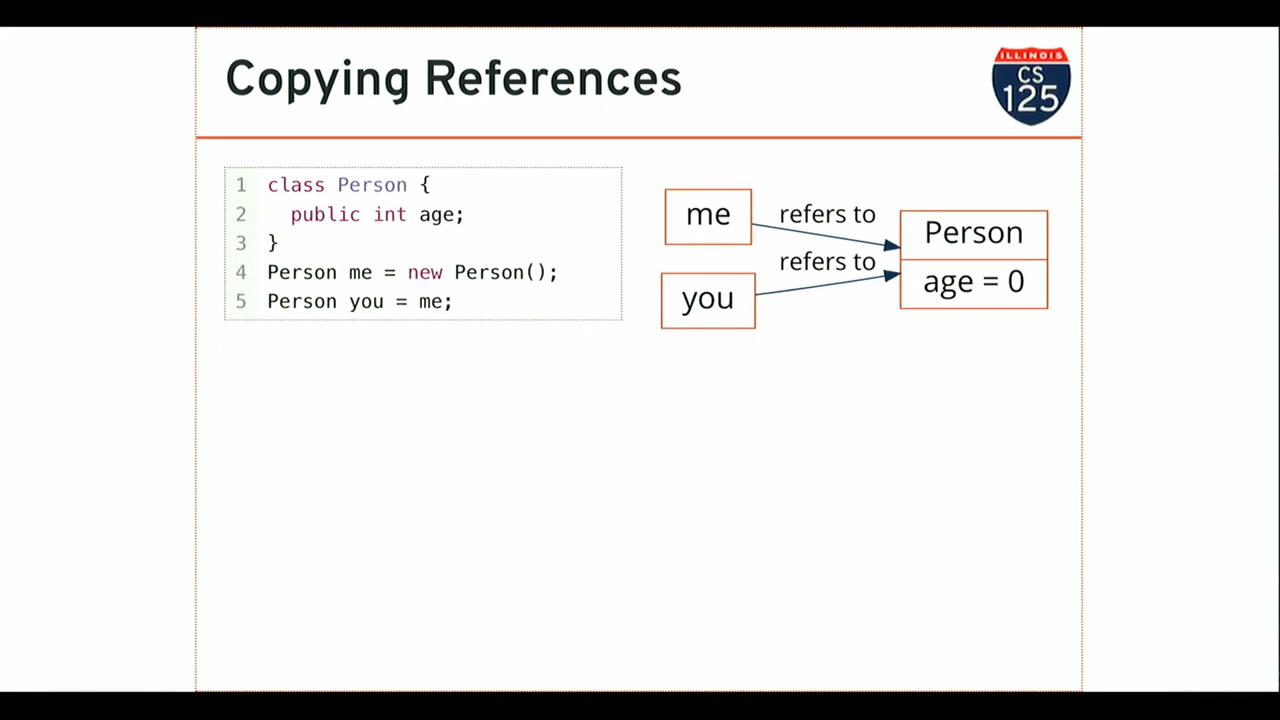 Copying References
ILLINOIS
CS
125
1 class Person {
2 public int age;
3 }
4 Person me = new Person();
5 Person you = me;
me
refers to
Person
refers to
you
age = 0